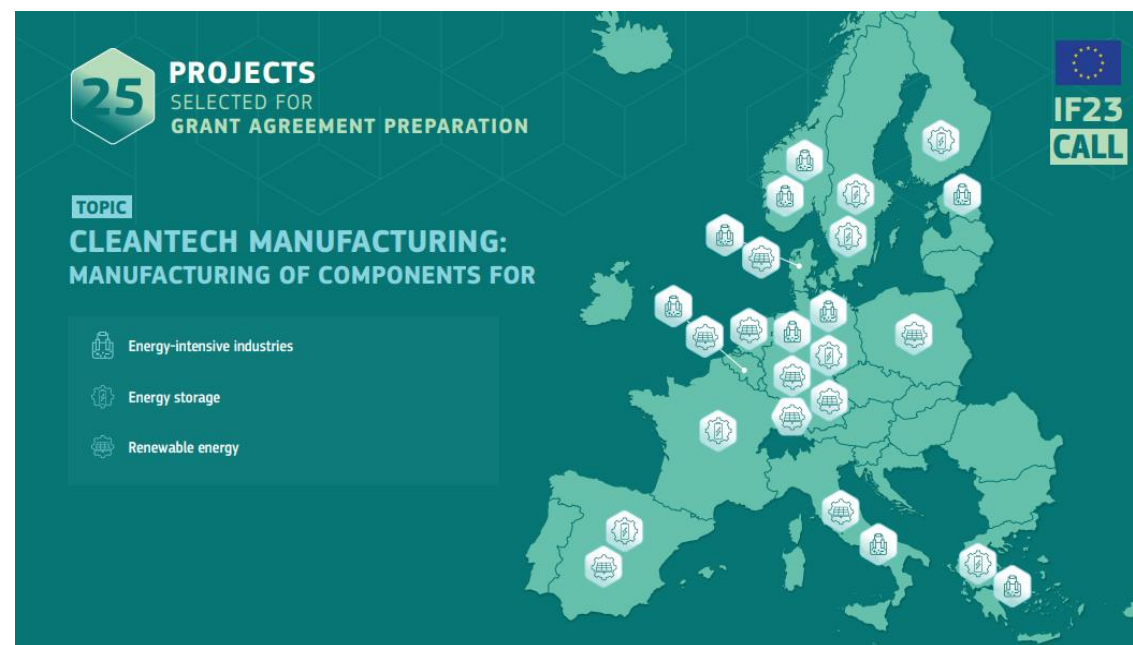 25
PROJECTS
SELECTED FOR
GRANT AGREEMENT PREPARATION
IF23
CALL
TOPIC
CLEANTECH MANUFACTURING:
MANUFACTURING OF COMPONENTS FOR
Energy-intensive industries
Energy storage
Renewable energy